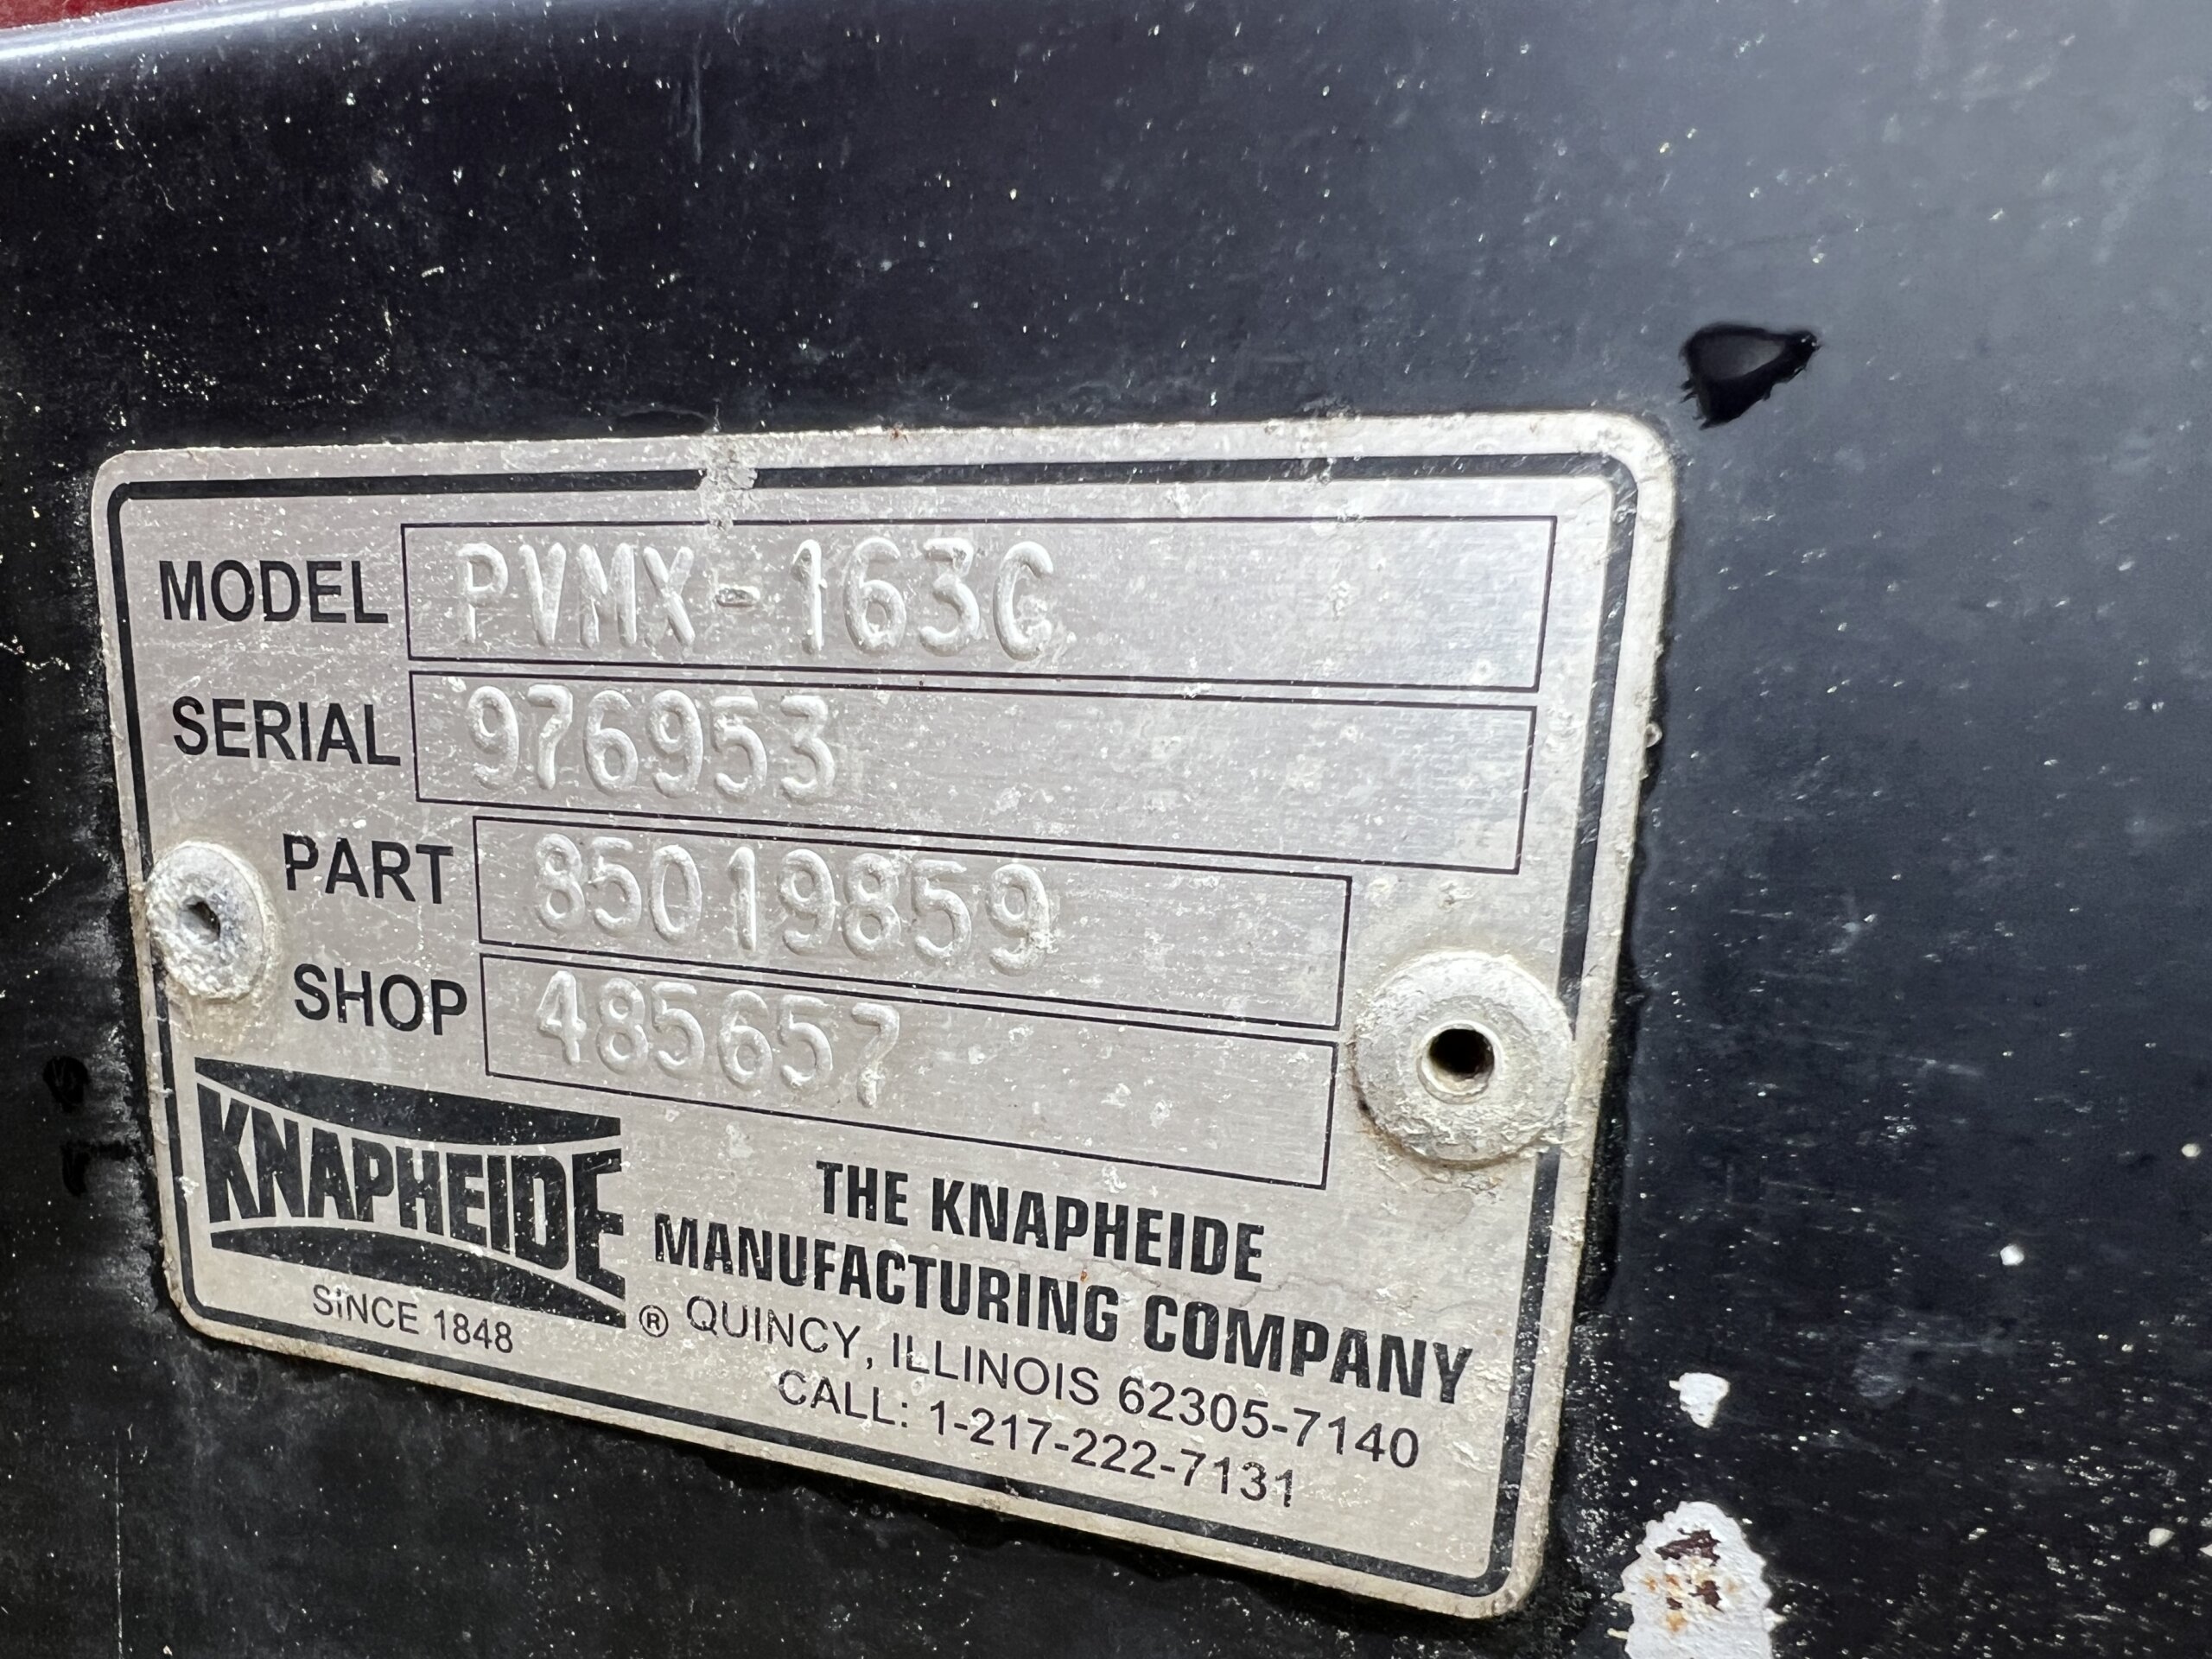 MODEL PVMX-163C
SERIAL 976953
PART 85019859
SHOP 485657
KNAPHEIDE ®
SINCE 1848
THE KNAPHEIDE
MANUFACTURING COMPANY
QUINCY, ILLINOIS 62305-7140
CALL: 1-217-222-7131